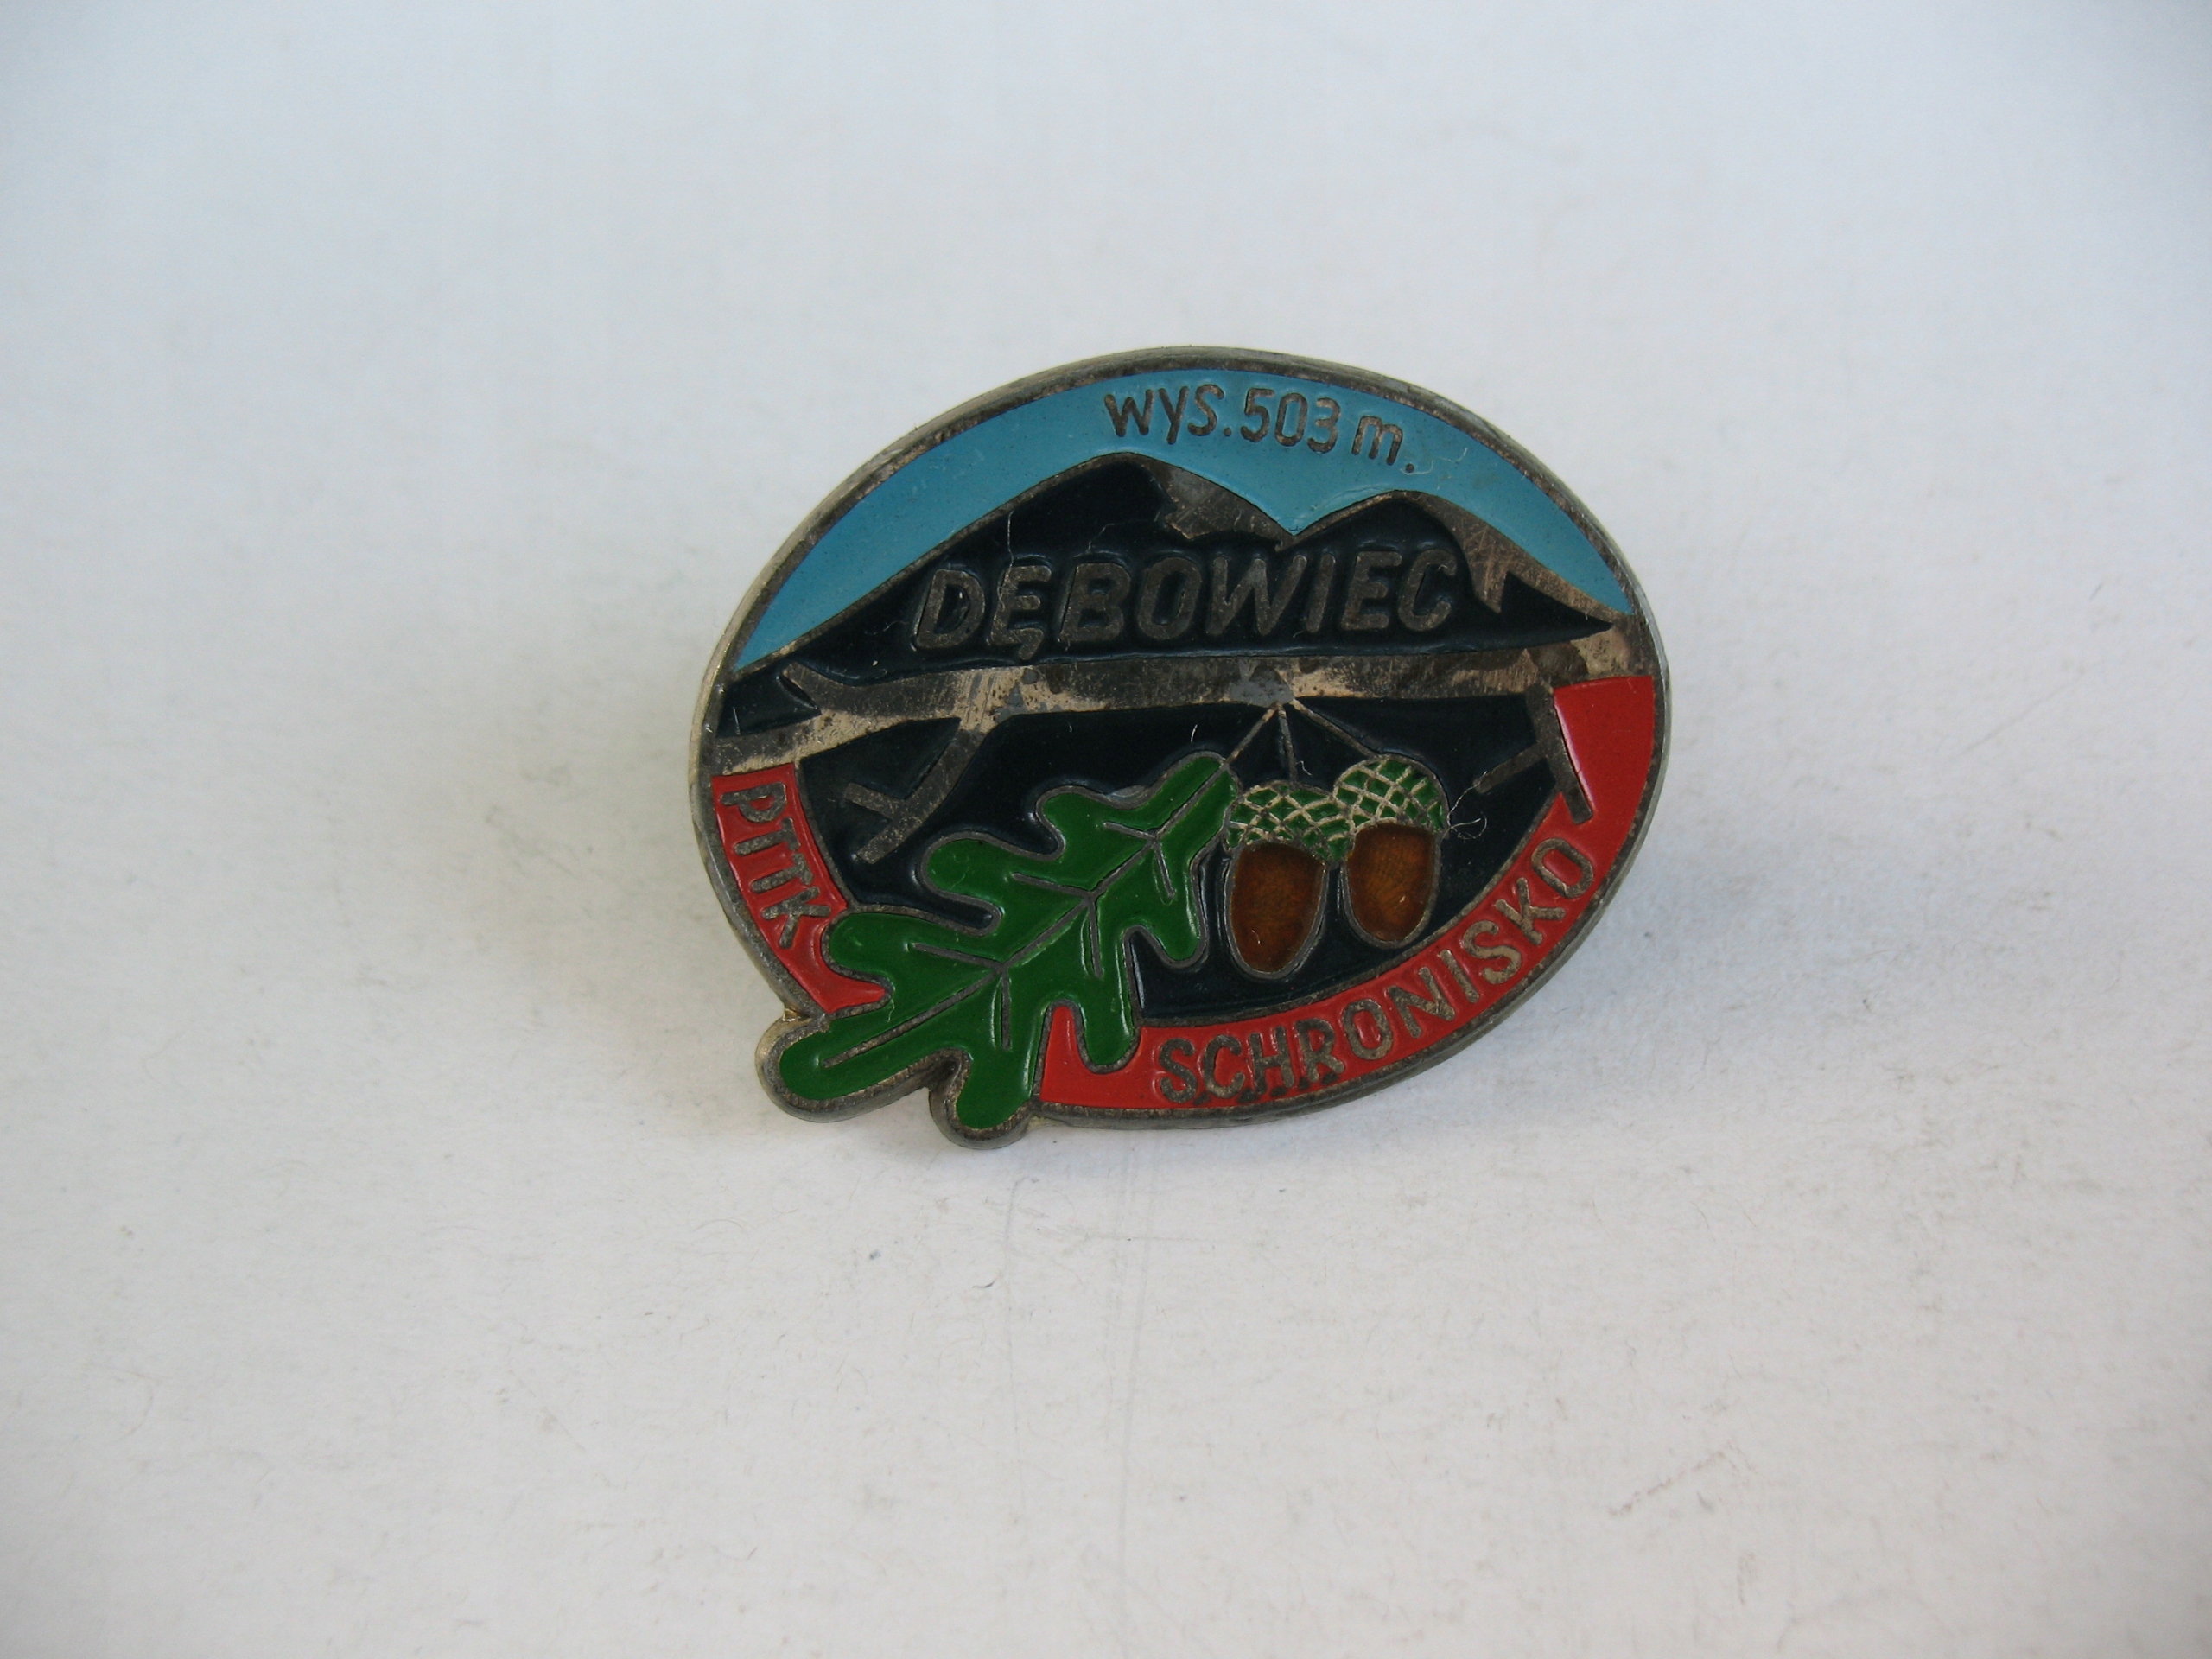 wys. 503 m.
DĘBOWIEC
PTTK SCHRONISKO